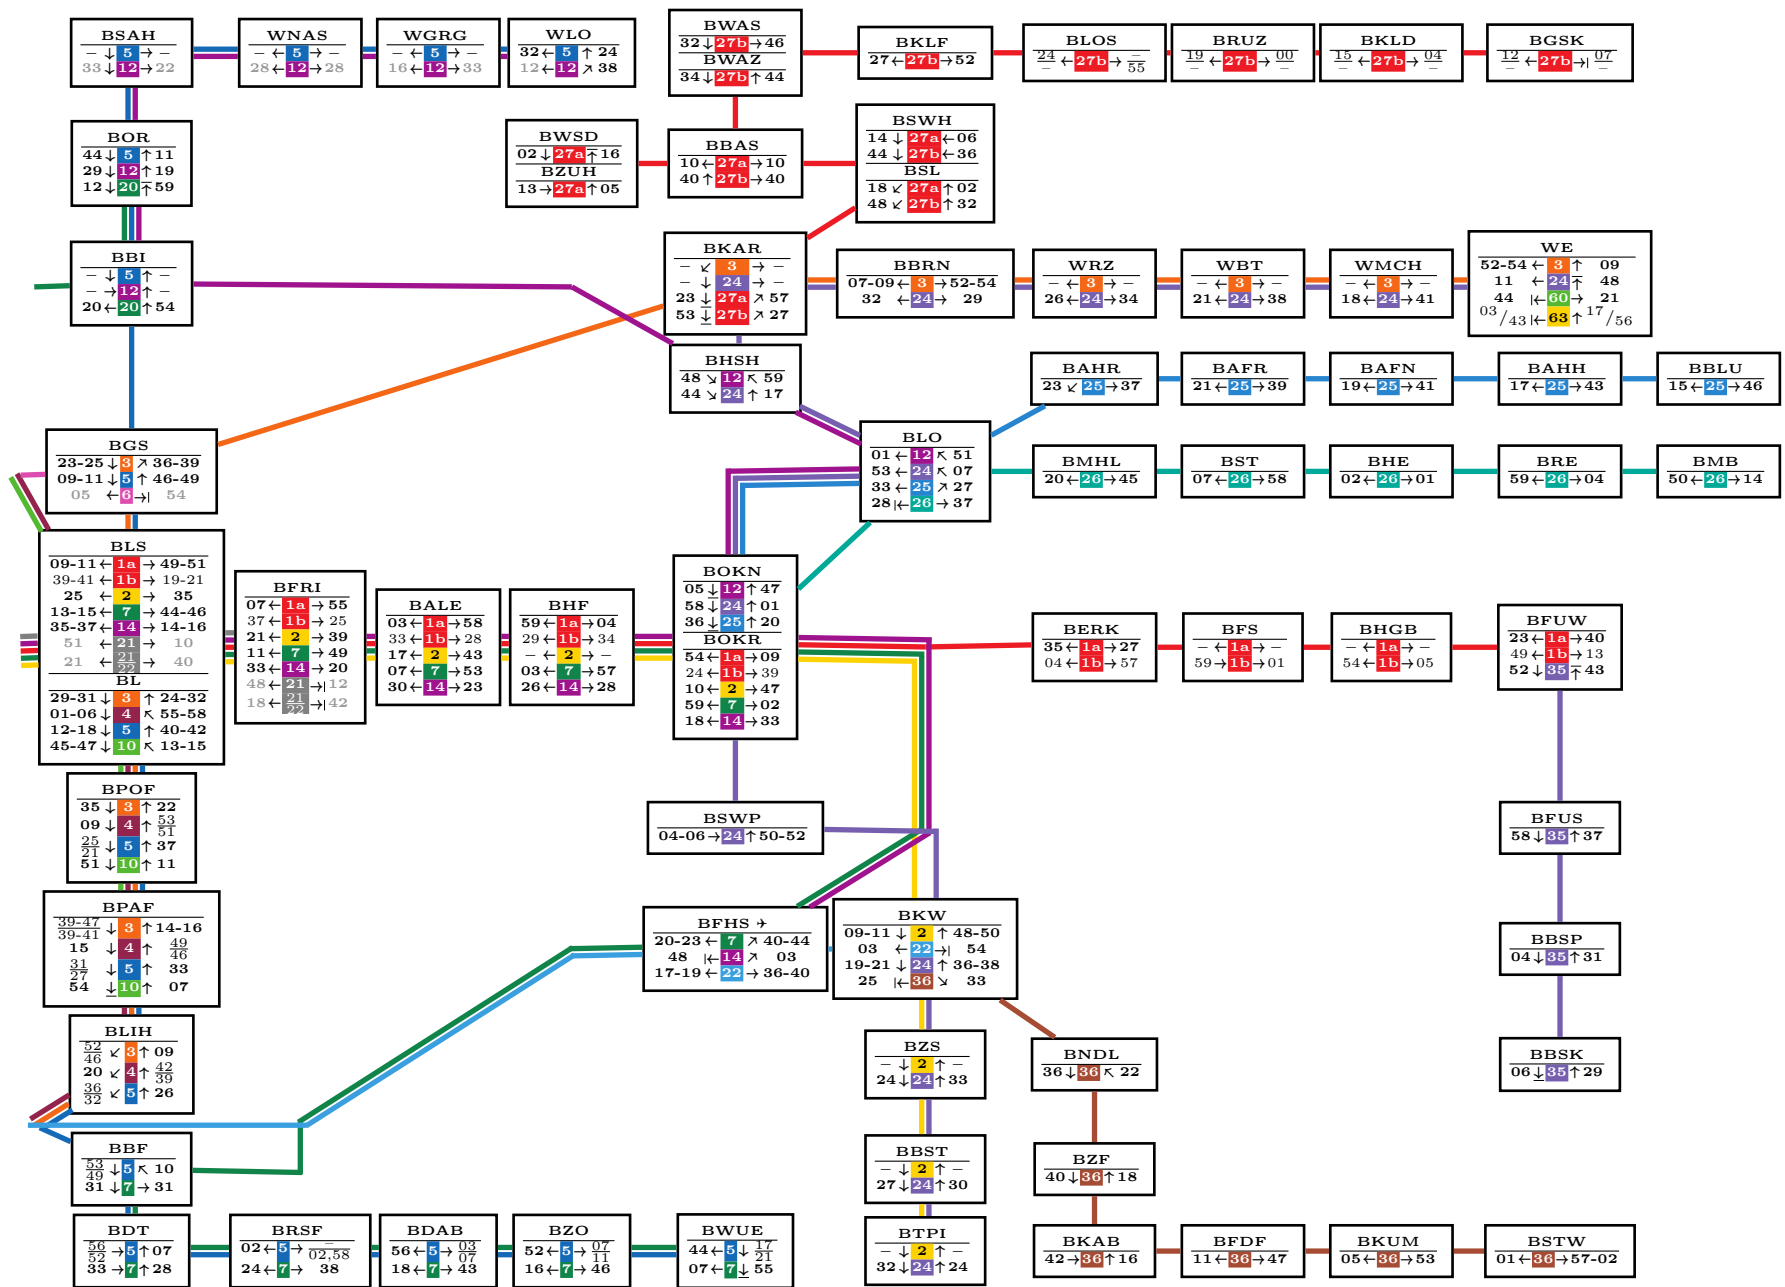 BSAH
– ↓ 5 → –
33 ↓ 12 → 22
WNAS
– ← 5 → –
28 ← 12 → 28
WGRG
– ← 5 → –
16 ← 12 → 33
WLO
32 ← 5 ↑ 24
12 ← 12 ↗ 38
BWAS
32 ↓ 27b → 46
BWAZ
34 ↓ 27b ↑ 44
BKLF
27 ← 27b → 52
BLOS
24/– ← 27b → –/55
BRUZ
19/– ← 27b → 00/–
BKLD
15/– ← 27b → 04/–
BGSK
12/– ← 27b →| 07/–
BOR
44 ↓ 5 ↑ 11
29 ↓ 12 ↑ 19
12 ↓ 20 ↑ 59
BWSD
02 ↓ 27a ↑ 16
BZUH
13 → 27a ↑ 05
BBAS
10 ← 27a → 10
40 ↑ 27b → 40
BSWH
14 ↓ 27a ← 06
44 ↓ 27b ← 36
BSL
18 ↙ 27a ↑ 02
48 ↙ 27b ↑ 32
BBI
– ↓ 5 ↑ –
– → 12 ↑ –
20 ← 20 ↑ 54
BKAR
– ↙ 3 → –
– ↓ 24 → –
23 ↓ 27a ↗ 57
53 ↓ 27b ↗ 27
BBRN
07-09 ← 3 → 52-54
32 ← 24 → 29
WRZ
– ← 3 → –
26 ← 24 → 34
WBT
– ← 3 → –
21 ← 24 → 38
WMCH
– ← 3 → –
18 ← 24 → 41
WE
52-54 ← 3 ↑ 09
11 ← 24 ↑ 48
44 |← 60 → 21
03/43 |← 63 ↑ 17/56
BHSH
48 ↘ 12 ↖ 59
44 ↘ 24 ↑ 17
BAHR
23 ↙ 25 → 37
BAFR
21 ← 25 → 39
BAFN
19 ← 25 → 41
BAHH
17 ← 25 → 43
BBLU
15 ← 25 → 46
BGS
23-25 ↓ 3 ↗ 36-39
09-11 ↓ 5 ↑ 46-49
05 ← 6 →| 54
BLO
01 ← 12 ↖ 51
53 ← 24 ↖ 07
33 ← 25 ↗ 27
28 |← 26 → 37
BMHL
20 ← 26 → 45
BST
07 ← 26 → 58
BHE
02 ← 26 → 01
BRE
59 ← 26 → 04
BMB
50 ← 26 → 14
BLS
09-11 ← 1a → 49-51
39-41 ← 1b → 19-21
25 ← 2 → 35
13-15 ← 7 → 44-46
35-37 ← 14 → 14-16
51 ← 21 → 10
21 ← 21/22 → 40
BL
29-31 ↓ 3 ↑ 24-32
01-06 ↓ 4 ↖ 55-58
12-18 ↓ 5 ↑ 40-42
45-47 ↓ 10 ↖ 13-15
BFRI
07 ← 1a → 55
37 ← 1b → 25
21 ← 2 → 39
11 ← 7 → 49
33 ← 14 → 20
48 ← 21 →| 12
18 ← 21/22 →| 42
BALE
03 ← 1a → 58
33 ← 1b → 28
17 ← 2 → 43
07 ← 7 → 53
30 ← 14 → 23
BHF
59 ← 1a → 04
29 ← 1b → 34
– ← 2 → –
03 ← 7 → 57
26 ← 14 → 28
BOKN
05 ↓ 12 ↑ 47
58 ↓ 24 ↑ 01
36 ↓ 25 ↑ 20
BOKR
54 ← 1a → 09
24 ← 1b → 39
10 ← 2 → 47
59 ← 7 → 02
18 ← 14 → 33
BERK
35 ← 1a → 27
04 ← 1b → 57
BFS
– ← 1a → –
59 → 1b → 01
BHGB
– ← 1a → –
54 ← 1b → 05
BFUW
23 ← 1a → 40
49 ← 1b → 13
52 ↓ 35 ↑ 43
BPOF
35 ↓ 3 ↑ 22
09 ↓ 4 ↑ 53/51
25/21 ↓ 5 ↑ 37
51 ↓ 10 ↑ 11
BSWP
04-06 → 24 ↑ 50-52
BFUS
58 ↓ 35 ↑ 37
BPAF
39-47/39-41 ↓ 3 ↑ 14-16
15 ↓ 4 ↑ 49/46
31/27 ↓ 5 ↑ 33
54 ↓ 10 ↑ 07
BFHS ✈
20-23 ← 7 ↗ 40-44
48 |← 14 ↗ 03
17-19 ← 22 → 36-40
BKW
09-11 ↓ 2 ↑ 48-50
03 ← 22 →| 54
19-21 ↓ 24 ↑ 36-38
25 |← 36 ↘ 33
BBSP
04 ↓ 35 ↑ 31
BLIH
52/46 ↙ 3 ↑ 09
20 ↙ 4 ↑ 42/39
36/32 ↙ 5 ↑ 26
BZS
– ↓ 2 ↑ –
24 ↓ 24 ↑ 33
BNDL
36 ↓ 36 ↖ 22
BBSK
06 ↓ 35 ↑ 29
BBF
53/49 ↓ 5 ↖ 10
31 ↓ 7 → 31
BBST
– ↓ 2 ↑ –
27 ↓ 24 ↑ 30
BZF
40 ↓ 36 ↑ 18
BDT
56/52 → 5 ↑ 07
33 → 7 ↑ 28
BRSF
02 ← 5 → –/02,58
24 ← 7 → 38
BDAB
56 ← 5 → 03/07
18 ← 7 → 43
BZO
52 ← 5 → 07/11
16 ← 7 → 46
BWUE
44 ← 5 ↓ 17/21
07 ← 7 ↓ 55
BTPI
– ↓ 2 ↑ –
32 ↓ 24 ↑ 24
BKAB
42 → 36 ↑ 16
BFDF
11 ← 36 → 47
BKUM
05 ← 36 → 53
BSTW
01 ← 36 → 57-02